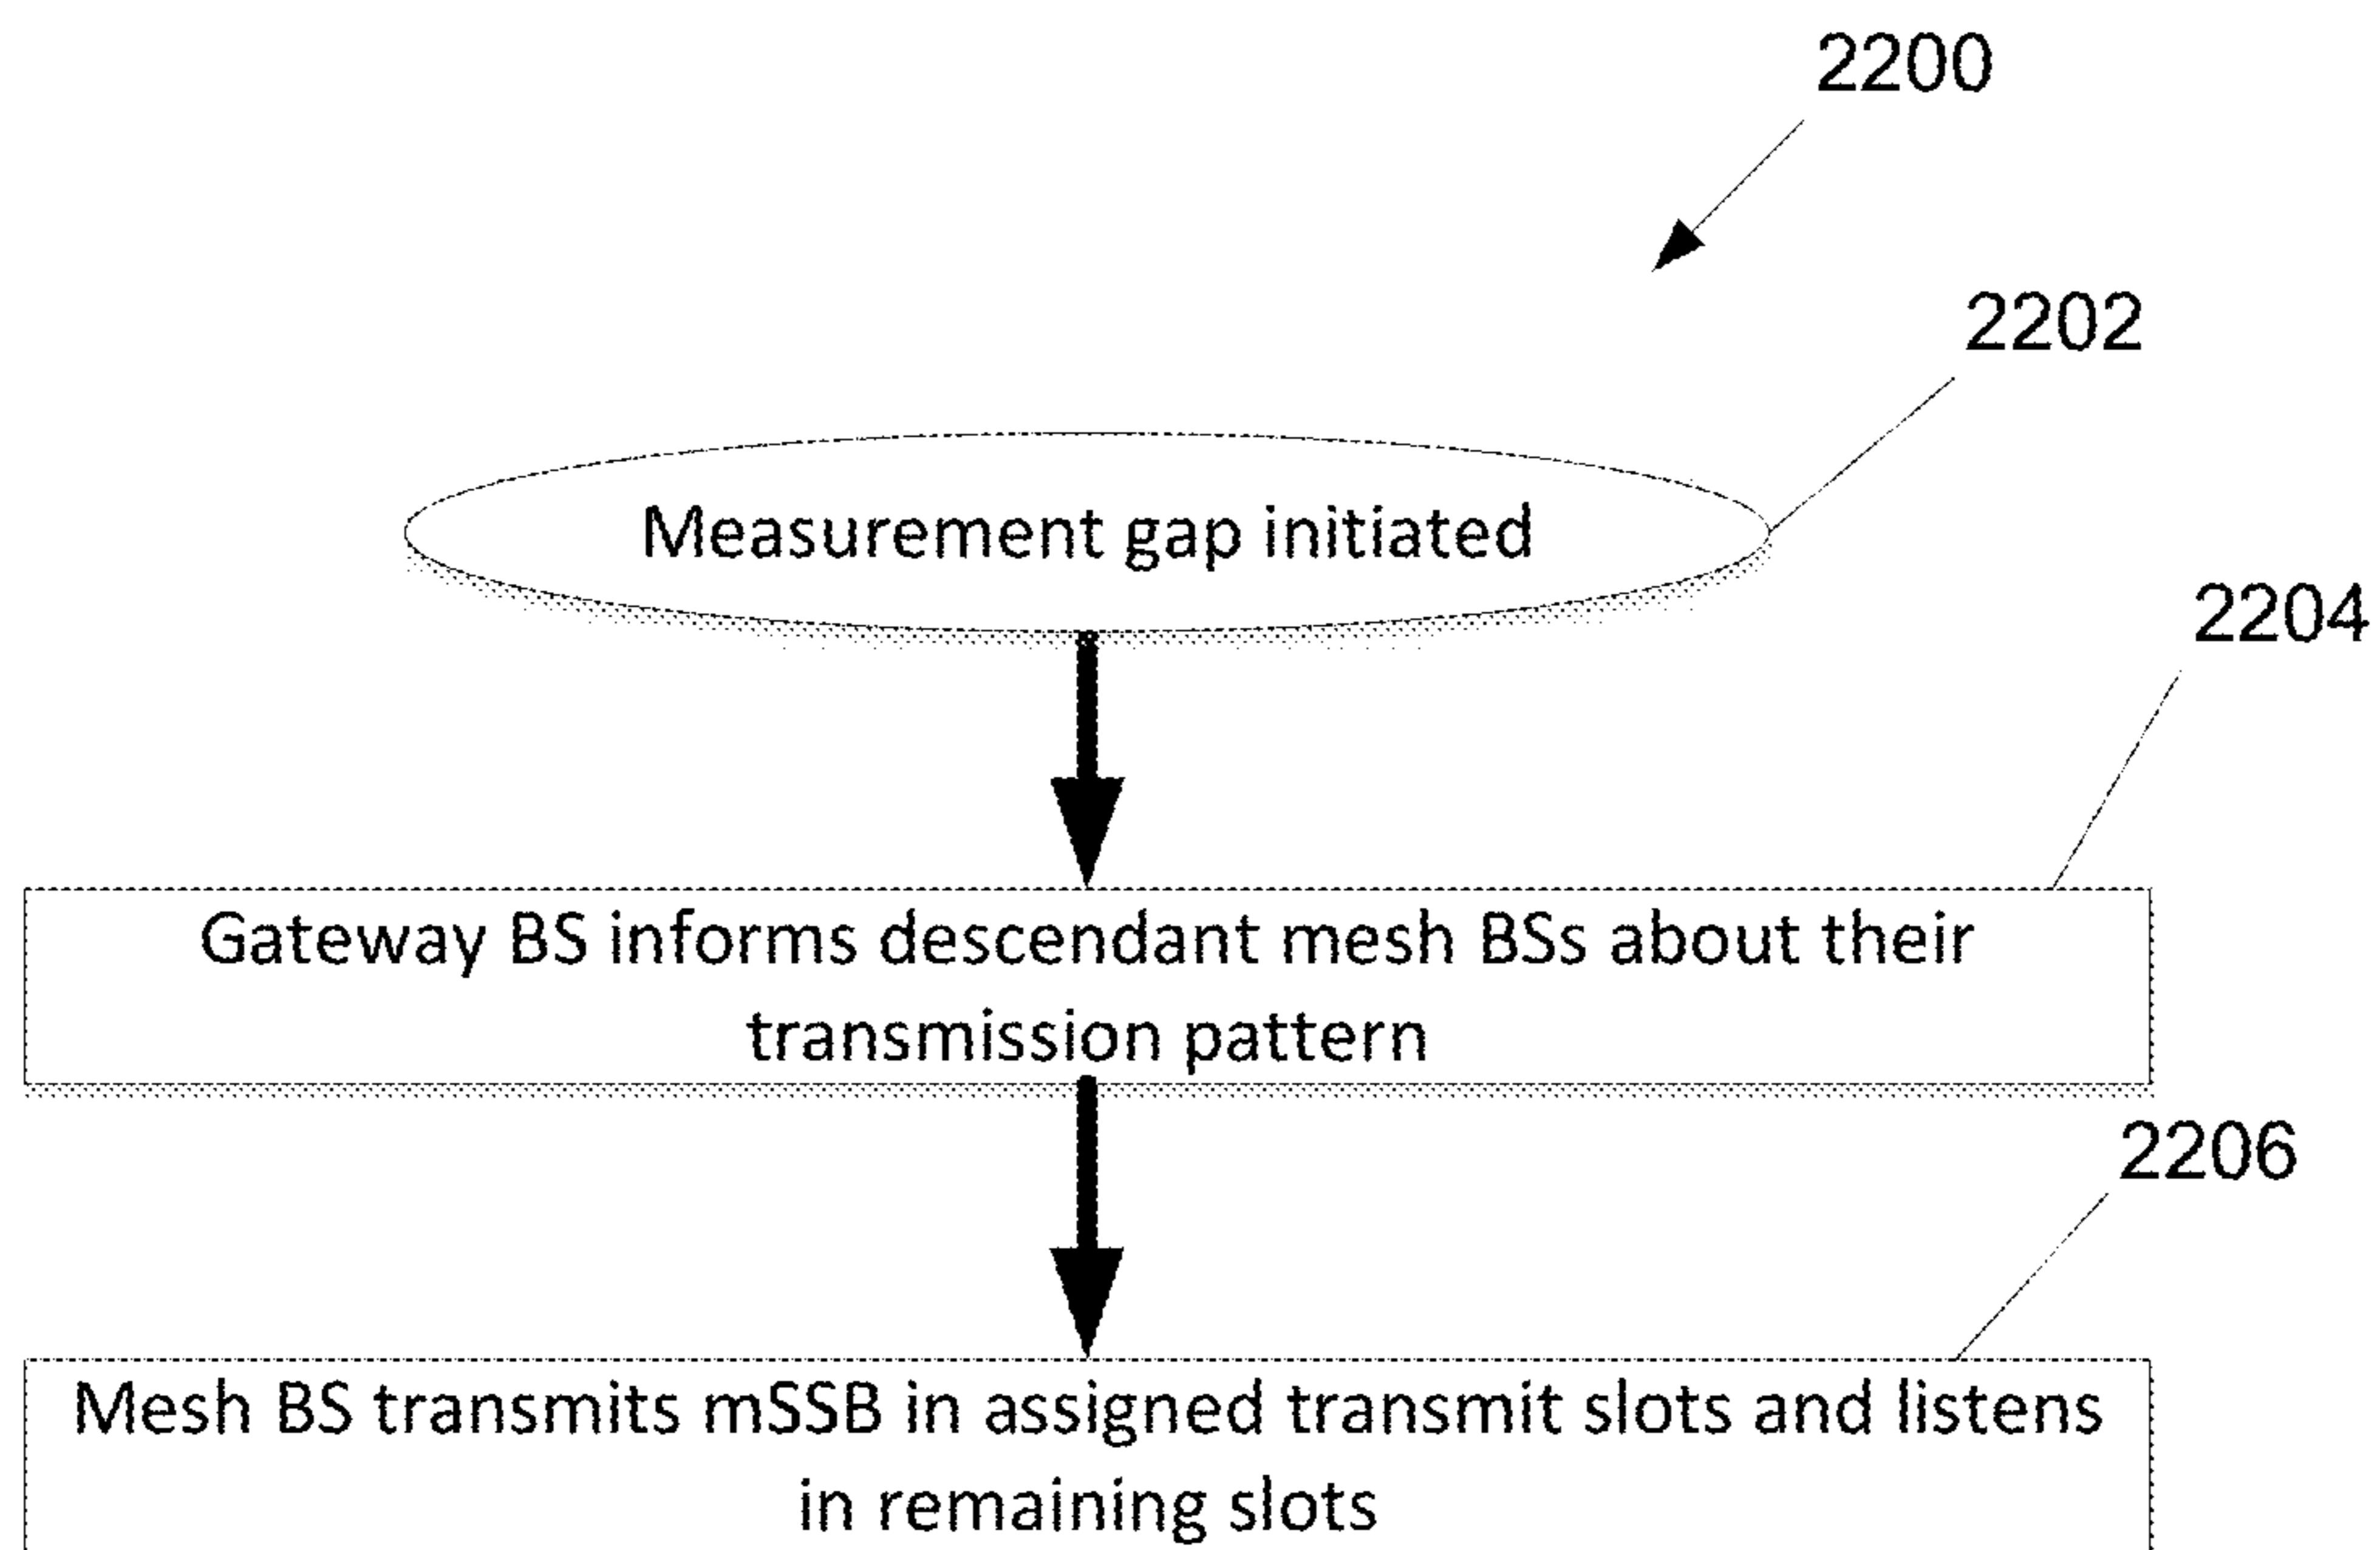 2200
2202
Measurement gap initiated
2204
Gateway BS informs descendant mesh BSs about their
transmission pattern
2206
Mesh BS transmits mSSB in assigned transmit slots and listens
in remaining slots